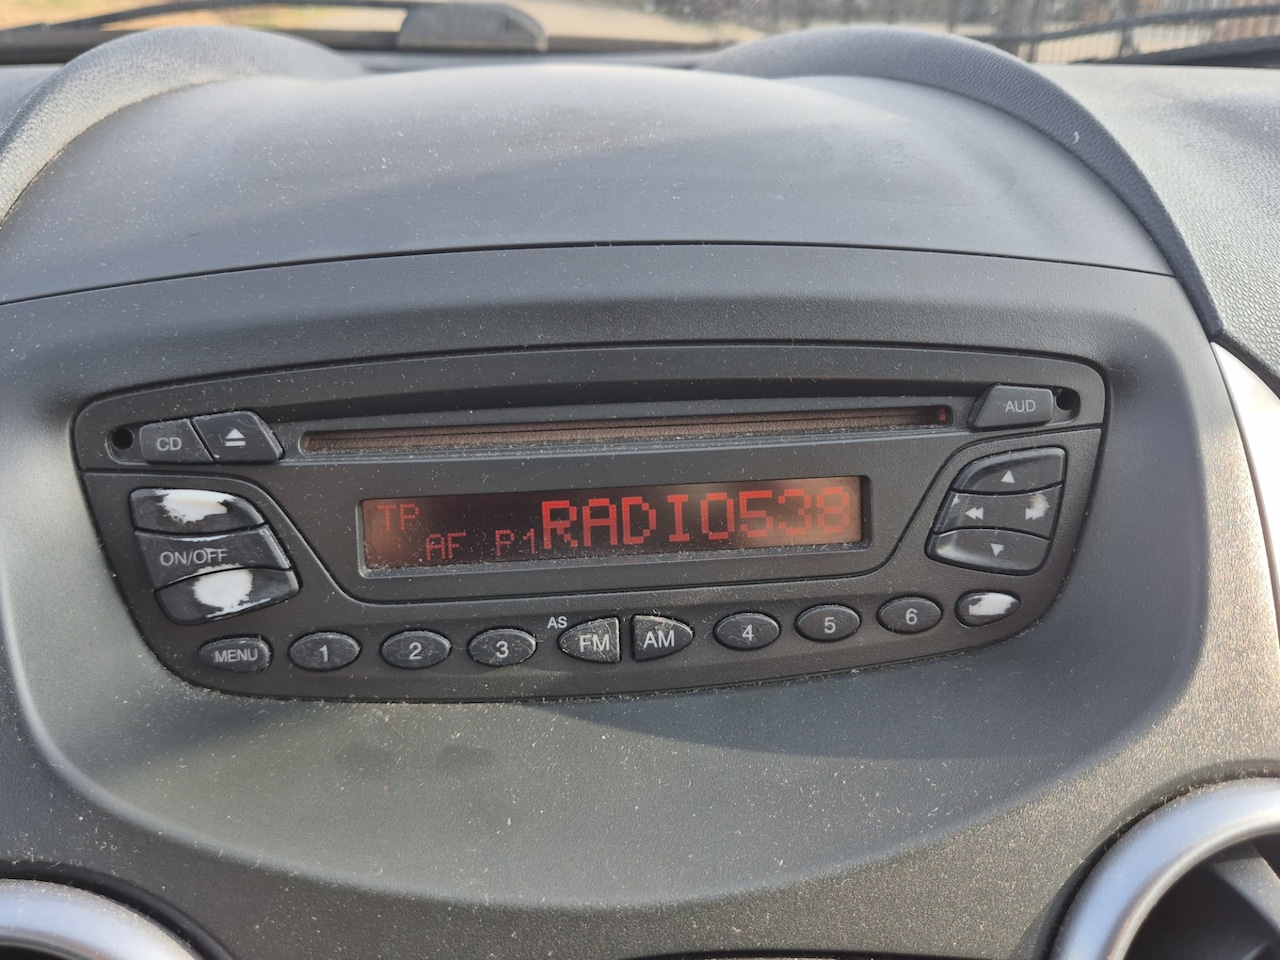 CD
AUD
TP
AF P1 RADIO538
ON/OFF
MENU 1 2 3 AS FM AM 4 5 6